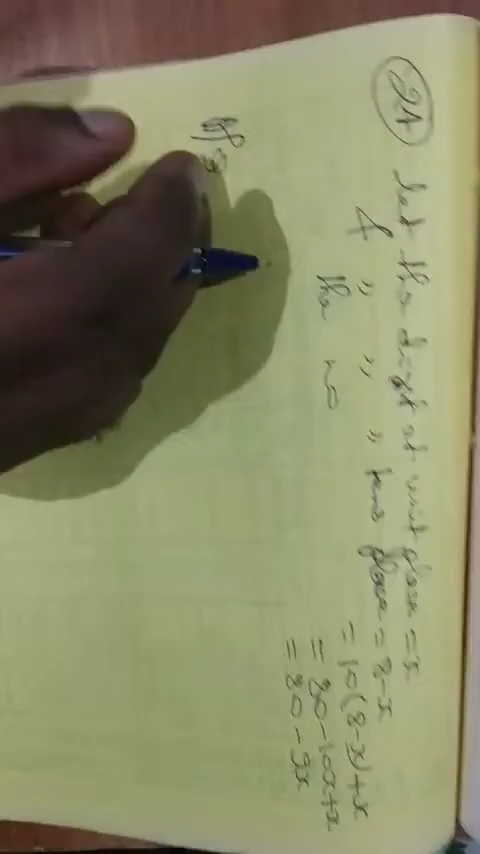 24 Let the digit at unit place = x
& " " " tens place = 8-x
the no = 10(8-x)+x
= 80-10x+x
= 80-9x